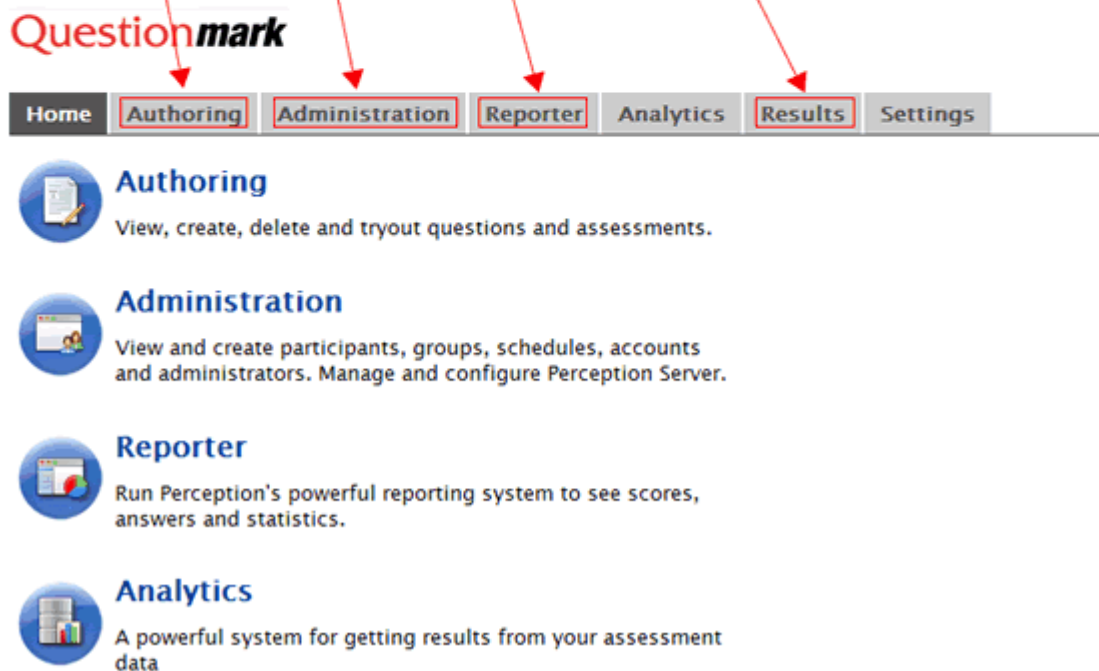 Questionmark
Home Authoring Administration Reporter Analytics Results Settings
Authoring
View, create, delete and tryout questions and assessments.
Administration
View and create participants, groups, schedules, accounts
and administrators. Manage and configure Perception Server.
Reporter
Run Perception's powerful reporting system to see scores,
answers and statistics.
Analytics
A powerful system for getting results from your assessment
data